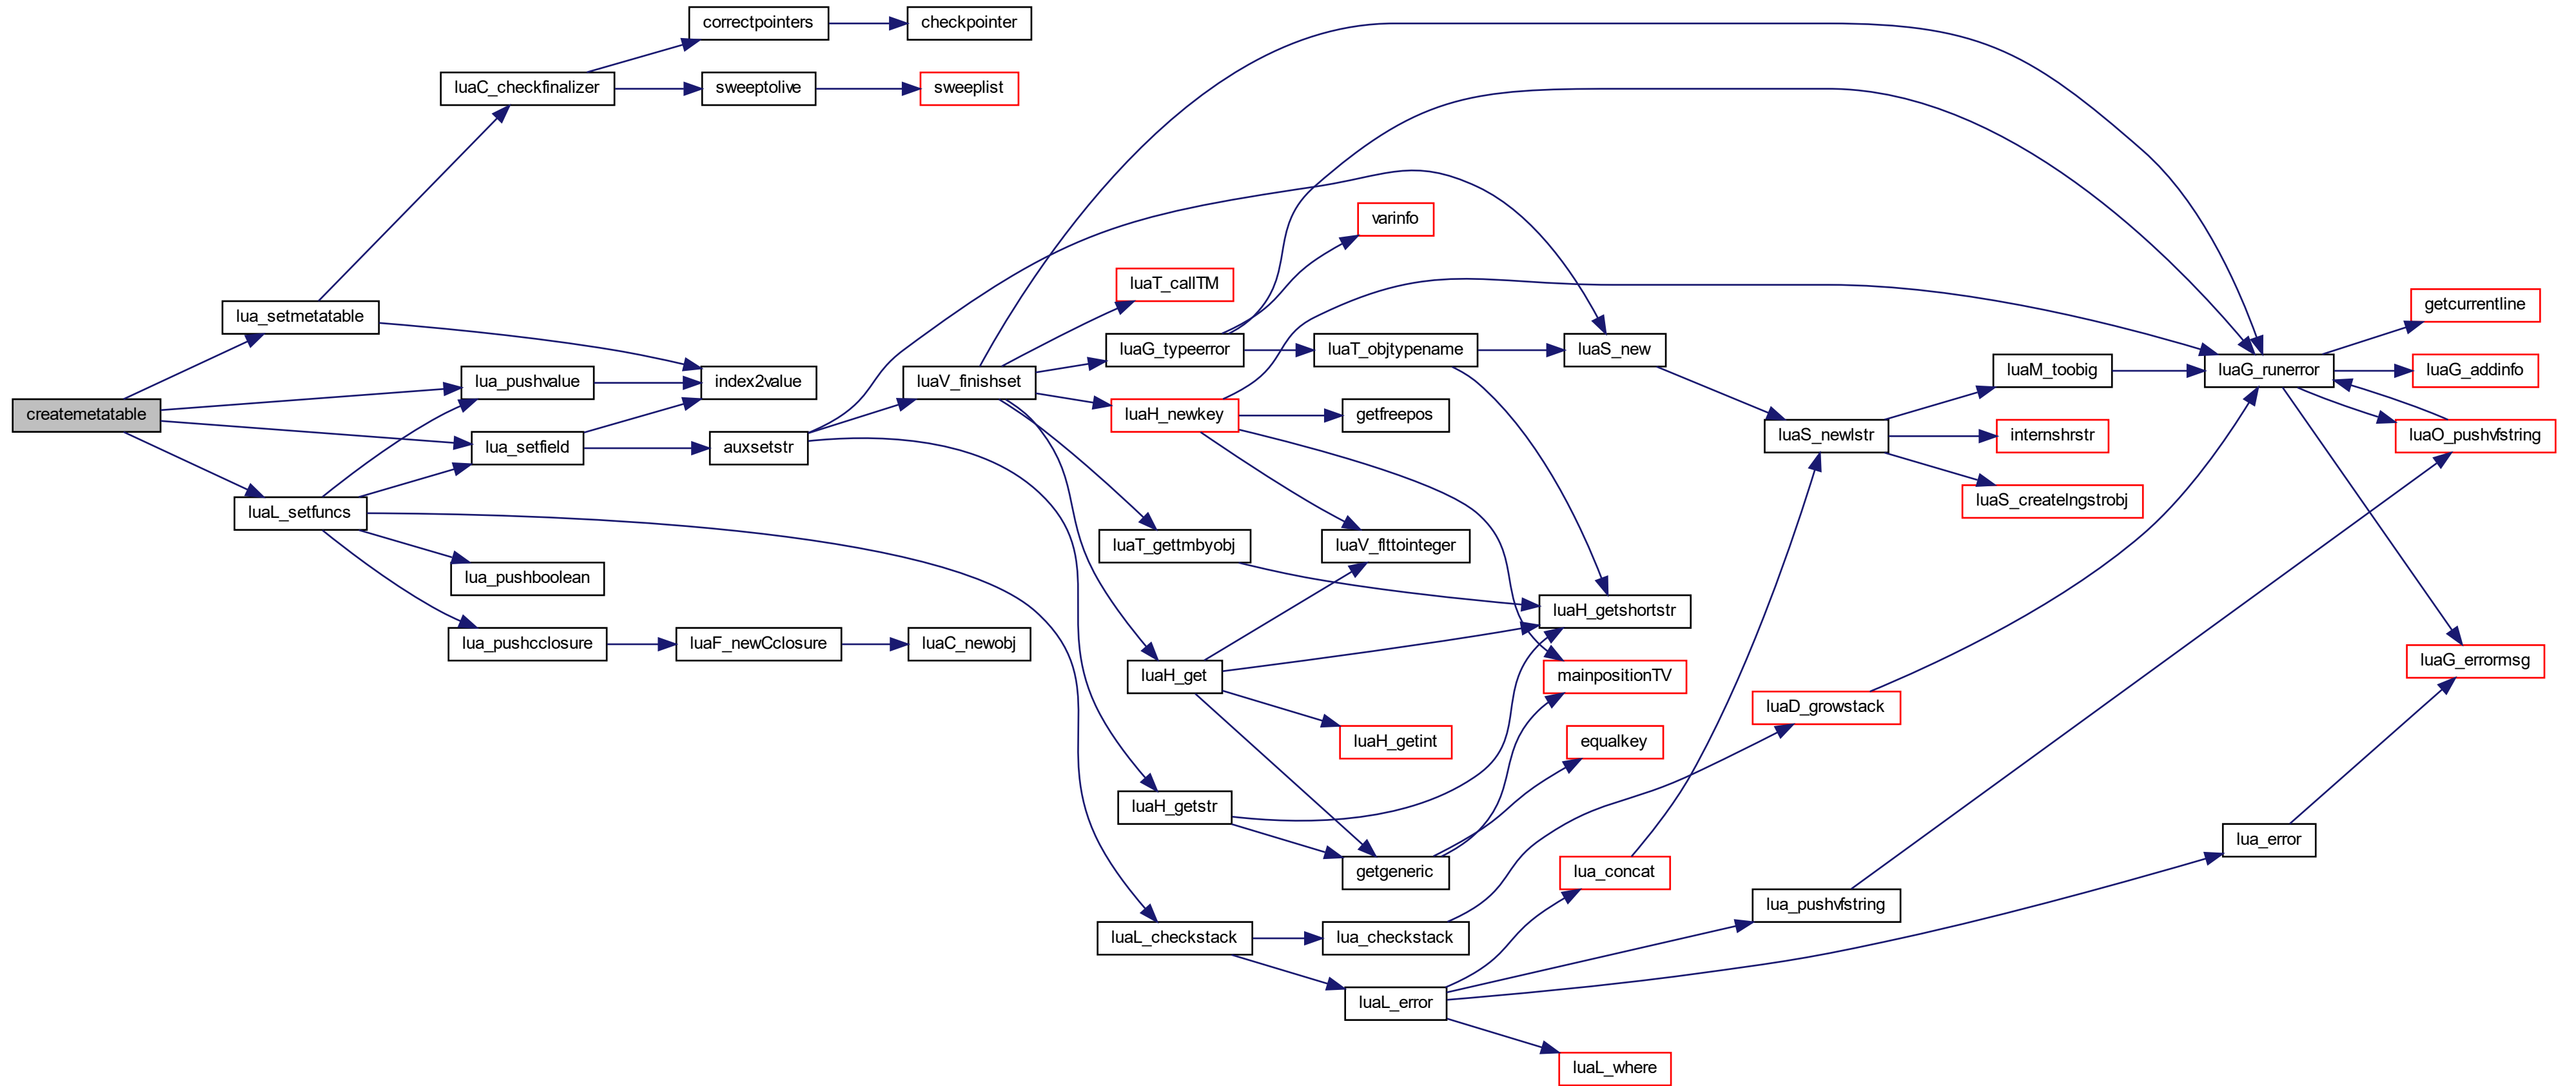 correctpointers
checkpointer
luaC_checkfinalizer
sweeptolive
sweeplist
varinfo
luaT_callTM
getcurrentline
lua_setmetatable
luaG_typeerror
luaT_objtypename
luaS_new
luaM_toobig
luaG_runerror
luaG_addinfo
lua_pushvalue
index2value
luaV_finishset
createmetatable
luaH_newkey
getfreepos
lua_setfield
auxsetstr
luaS_newlstr
internshrstr
luaO_pushvfstring
luaS_createlngstrobj
luaL_setfuncs
luaT_gettmbyobj
luaV_flttointeger
lua_pushboolean
luaH_getshortstr
lua_pushcclosure
luaF_newCclosure
luaC_newobj
luaG_errormsg
luaH_get
mainpositionTV
luaD_growstack
luaH_getint
equalkey
luaH_getstr
lua_error
getgeneric
lua_concat
lua_pushvfstring
luaL_checkstack
lua_checkstack
luaL_error
luaL_where